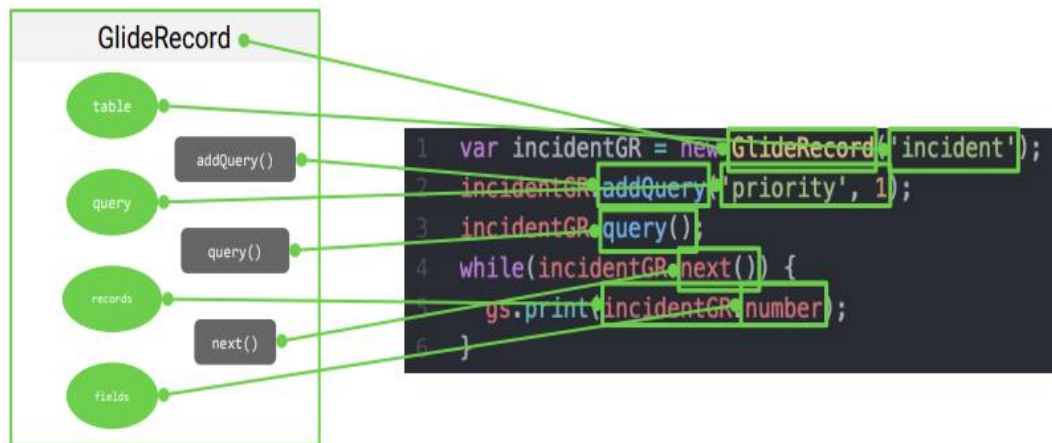 GlideRecord
table
addQuery()
query
query()
records
next()
fields
1 var incidentGR = new GlideRecord('incident');
2 incidentGR.addQuery('priority', 1);
3 incidentGR.query();
4 while(incidentGR.next()) {
5 gs.print(incidentGR.number);
6 }